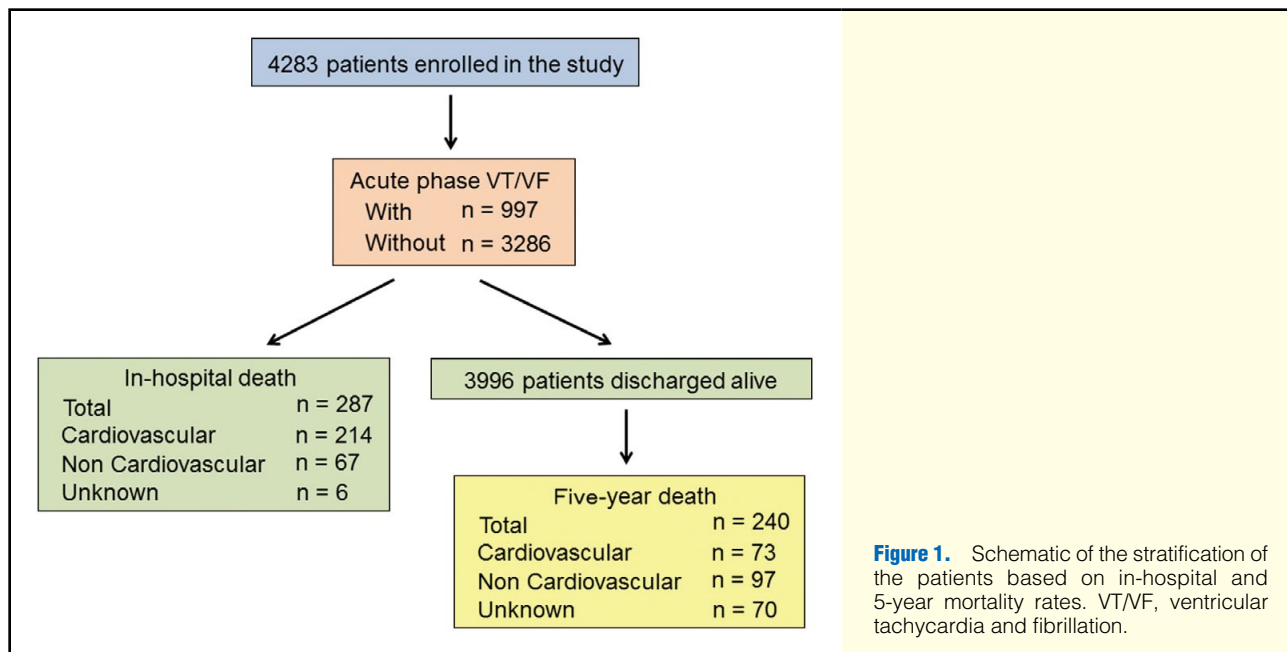 4283 patients enrolled in the study
Acute phase VT/VF
With n = 997
Without n = 3286
In-hospital death
Total n = 287
Cardiovascular n = 214
Non Cardiovascular n = 67
Unknown n = 6
3996 patients discharged alive
Five-year death
Total n = 240
Cardiovascular n = 73
Non Cardiovascular n = 97
Unknown n = 70
Figure 1. Schematic of the stratification of
the patients based on in-hospital and
5-year mortality rates. VT/VF, ventricular
tachycardia and fibrillation.